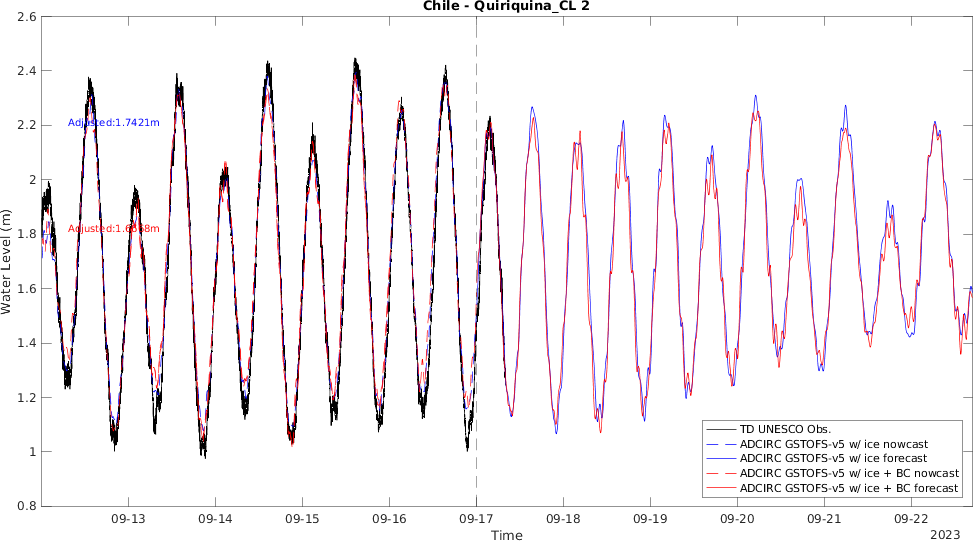 Chile - Quiriquina_CL 2
Water Level (m)
2.6
2.4
2.2
2
1.8
1.6
1.4
1.2
1
0.8
Adjusted:1.7421m
09-13
09-14
09-15
09-16
09-17
09-18
09-19
09-20
09-21
09-22
2023
Time
TD UNESCO Obs.
ADCIRC GSTOFS-v5 w/ ice nowcast
ADCIRC GSTOFS-v5 w/ ice forecast
ADCIRC GSTOFS-v5 w/ ice + BC nowcast
ADCIRC GSTOFS-v5 w/ ice + BC forecast